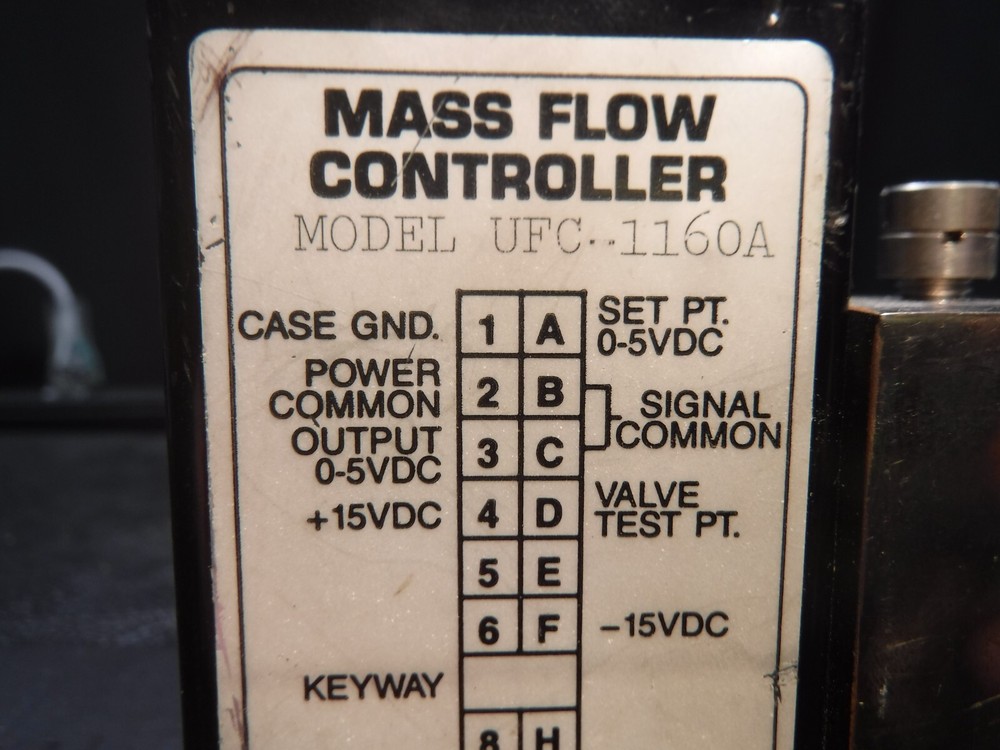 MASS FLOW
CONTROLLER
MODEL UFC--1160A
CASE GND. 1 A SET PT.
0-5VDC
POWER
COMMON 2 B SIGNAL
COMMON
OUTPUT
0-5VDC 3 C
+15VDC 4 D VALVE
TEST PT.
5 E
6 F -15VDC
KEYWAY
8 H